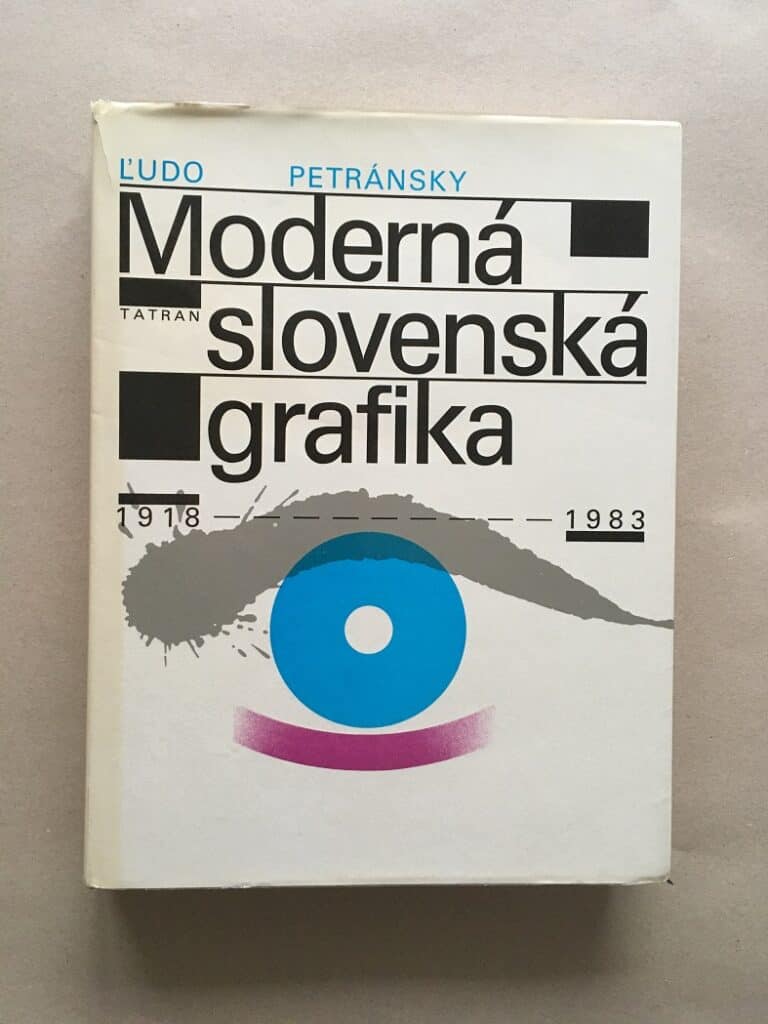 ĽUDO PETRÁNSKY
Moderná
TATRAN
slovenská
grafika
1918 — — — — — — — — 1983